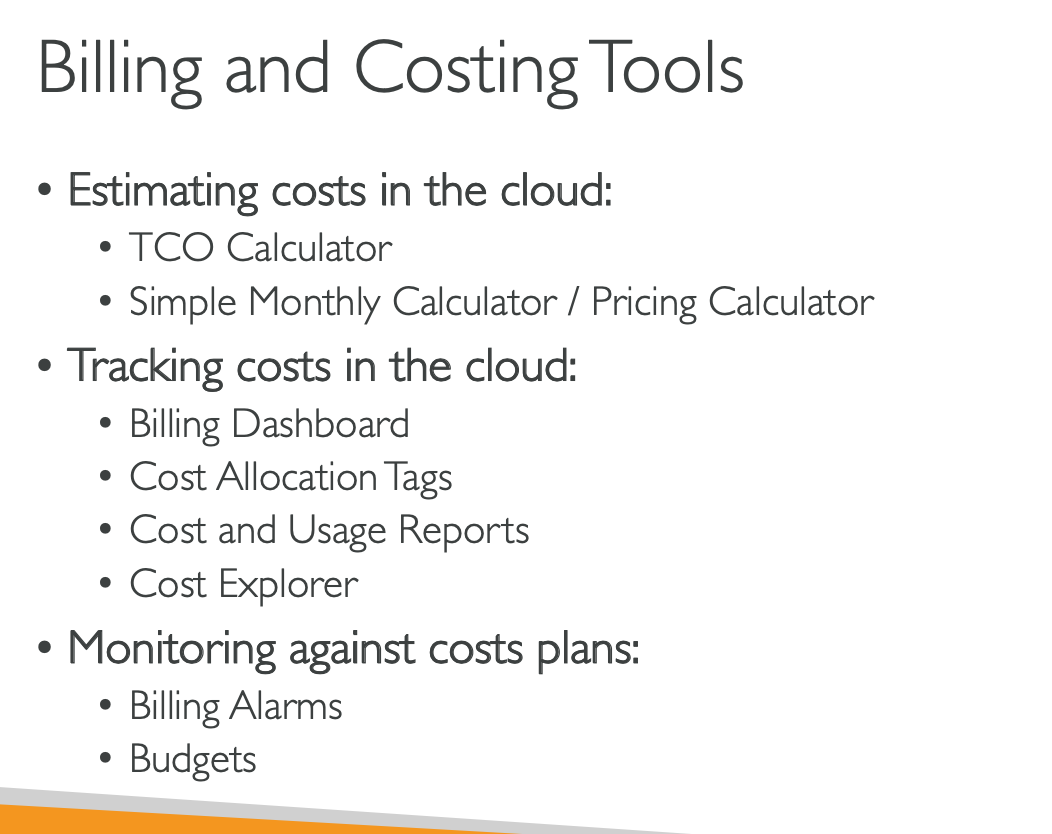 Billing and Costing Tools
• Estimating costs in the cloud:
• TCO Calculator
• Simple Monthly Calculator / Pricing Calculator
• Tracking costs in the cloud:
• Billing Dashboard
• Cost Allocation Tags
• Cost and Usage Reports
• Cost Explorer
• Monitoring against costs plans:
• Billing Alarms
• Budgets